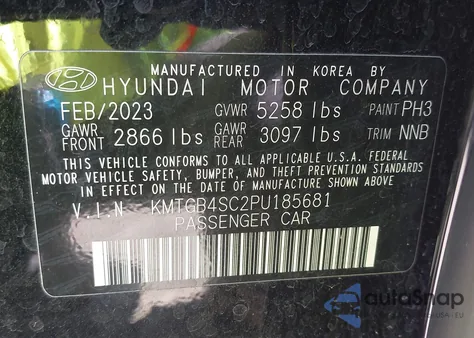 MANUFACTURED IN KOREA BY
HYUNDAI MOTOR COMPANY
FEB/2023 GVWR 5258 lbs PAINT PH3
GAWR FRONT 2866 lbs GAWR REAR 3097 lbs TRIM NNB
THIS VEHICLE CONFORMS TO ALL APPLICABLE U.S.A. FEDERAL
MOTOR VEHICLE SAFETY, BUMPER, AND THEFT PREVENTION STANDARDS
IN EFFECT ON THE DATE OF MANUFACTURE SHOWN ABOVE.
V.I.N KMTGB4SC2PU185681
PASSENGER CAR
autoSnap